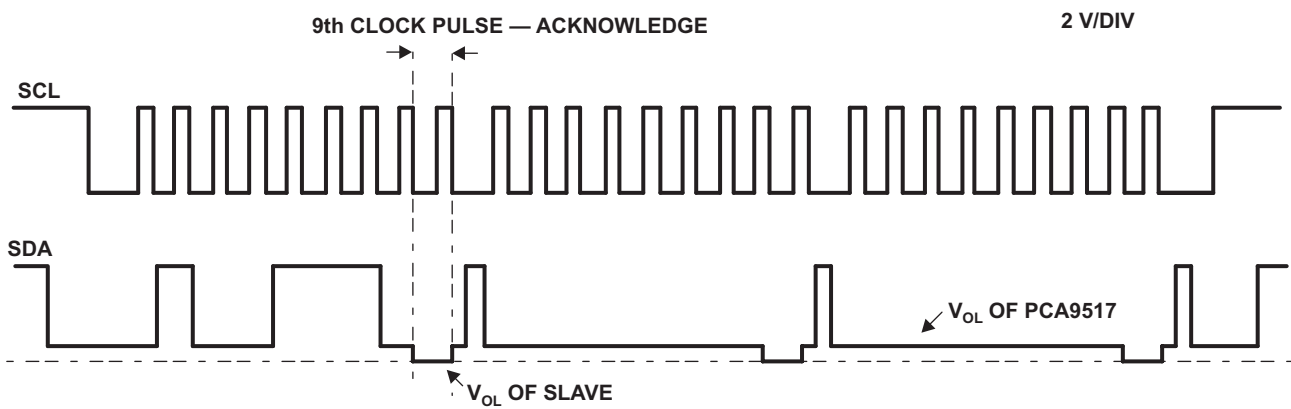 9th CLOCK PULSE — ACKNOWLEDGE
2 V/DIV
SCL
SDA
VOL OF PCA9517
VOL OF SLAVE